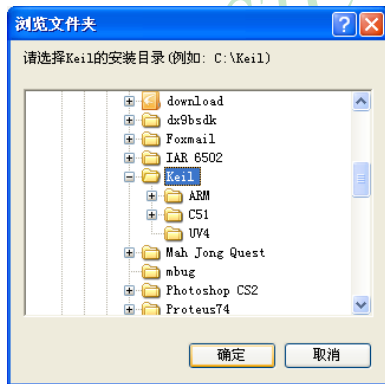 浏览文件夹
请选择Keil的安装目录(例如: C:\Keil)
download
dx9bsdk
Foxmail
IAR 6502
Keil
ARM
C51
UV4
Mah Jong Quest
mbug
Photoshop CS2
Proteus74
确定
取消